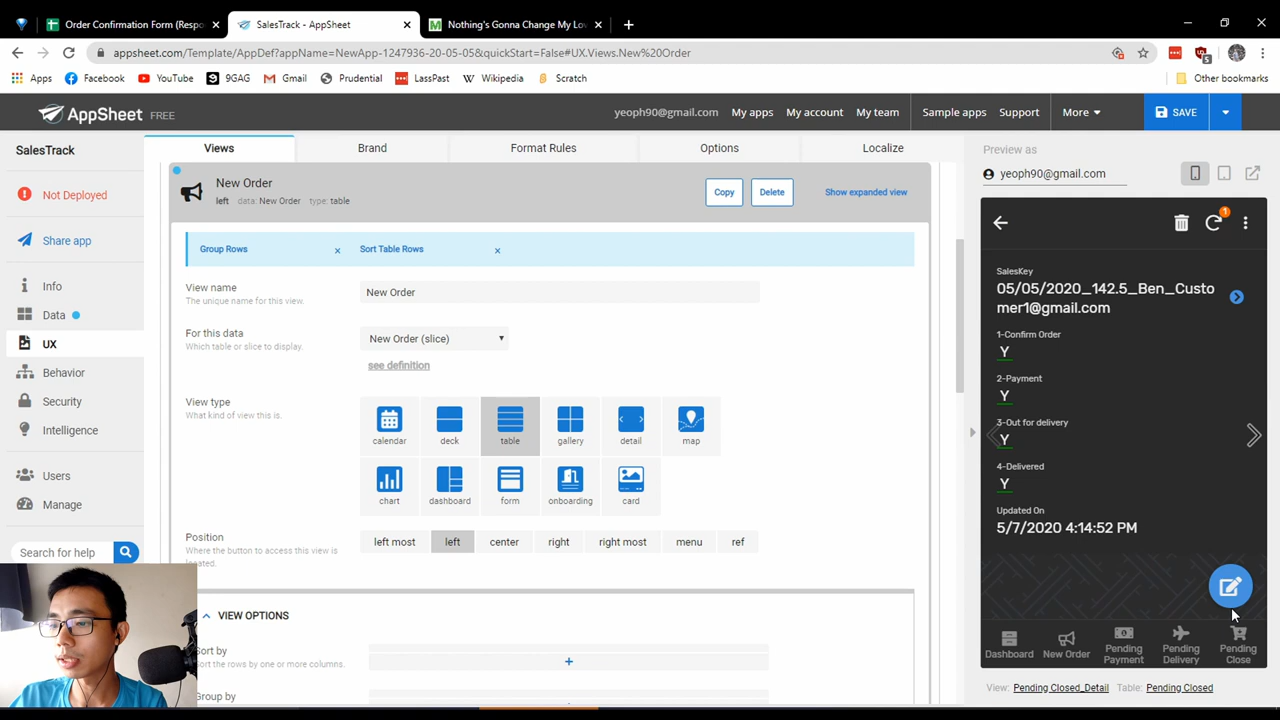 Order Confirmation Form (Respo
SalesTrack - AppSheet
Nothing's Gonna Change My Lo
appsheet.com/Template/AppDef?appName=NewApp-1247936-20-05-05&quickStart=False#UX.Views.New%20Order
5
Apps
Facebook
YouTube
9GAG
Gmail
Prudential
LassPast
Wikipedia
Scratch
Other bookmarks
AppSheet FREE
yeoph90@gmail.com
My apps
My account
My team
Sample apps
Support
More
SAVE
SalesTrack
Views
Brand
Format Rules
Options
Localize
Preview as
yeoph90@gmail.com
Not Deployed
Share app
Info
Data
UX
Behavior
Security
Intelligence
Users
Manage
Search for help
New Order
left data: New Order type: table
Copy
Delete
Show expanded view
Group Rows ×
Sort Table Rows ×
View name
The unique name for this view.
New Order
For this data
Which table or slice to display.
New Order (slice)
see definition
View type
What kind of view this is.
calendar
deck
table
gallery
detail
map
chart
dashboard
form
onboarding
card
Position
Where the button to access this view is
located.
left most
left
center
right
right most
menu
ref
VIEW OPTIONS
Sort by
Sort the rows by one or more columns.
+
Group by
1
SalesKey
05/05/2020_142.5_Ben_Custo
mer1@gmail.com
1-Confirm Order
Y
2-Payment
Y
3-Out for delivery
Y
4-Delivered
Y
Updated On
5/7/2020 4:14:52 PM
Dashboard
New Order
Pending
Payment
Pending
Delivery
Pending
Close
View: Pending Closed_Detail Table: Pending Closed